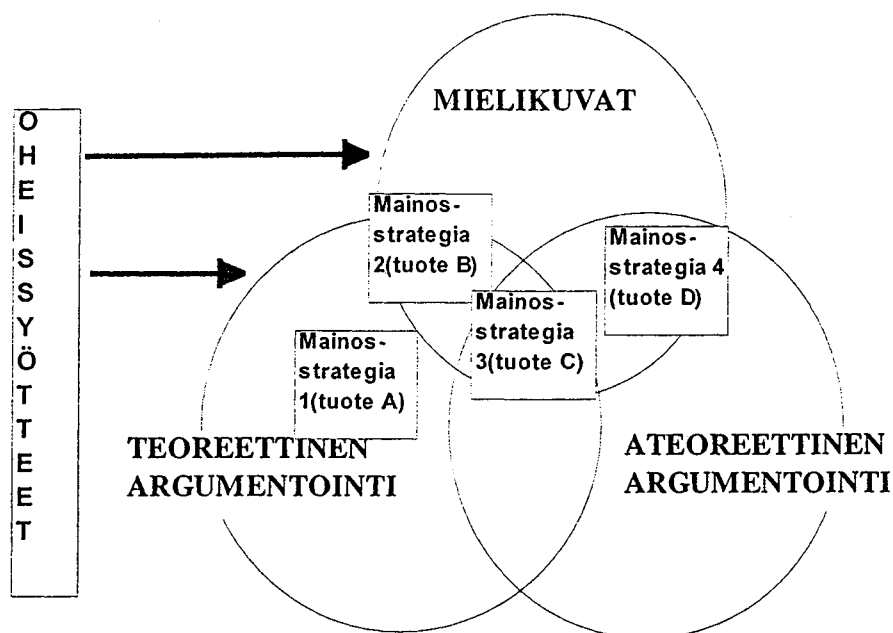 O
H
E
I
S
S
Y
Ö
T
T
E
E
T
MIELIKUVAT
Mainos-
strategia
2(tuote B)
Mainos-
strategia 4
(tuote D)
Mainos-
strategia
3(tuote C)
Mainos-
strategia
1(tuote A)
TEOREETTINEN
ARGUMENTOINTI
ATEOREETTINEN
ARGUMENTOINTI